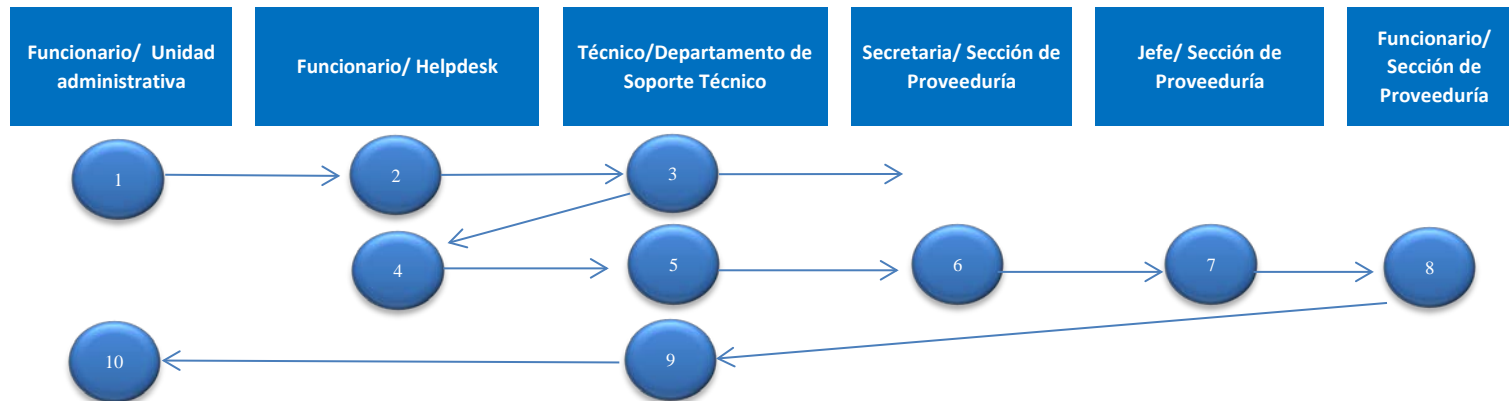 Funcionario/ Unidad
administrativa
Funcionario/ Helpdesk
Técnico/Departamento de
Soporte Técnico
Secretaria/ Sección de
Proveeduría
Jefe/ Sección de
Proveeduría
Funcionario/
Sección de
Proveeduría
1
2
3
4
5
6
7
8
10
9